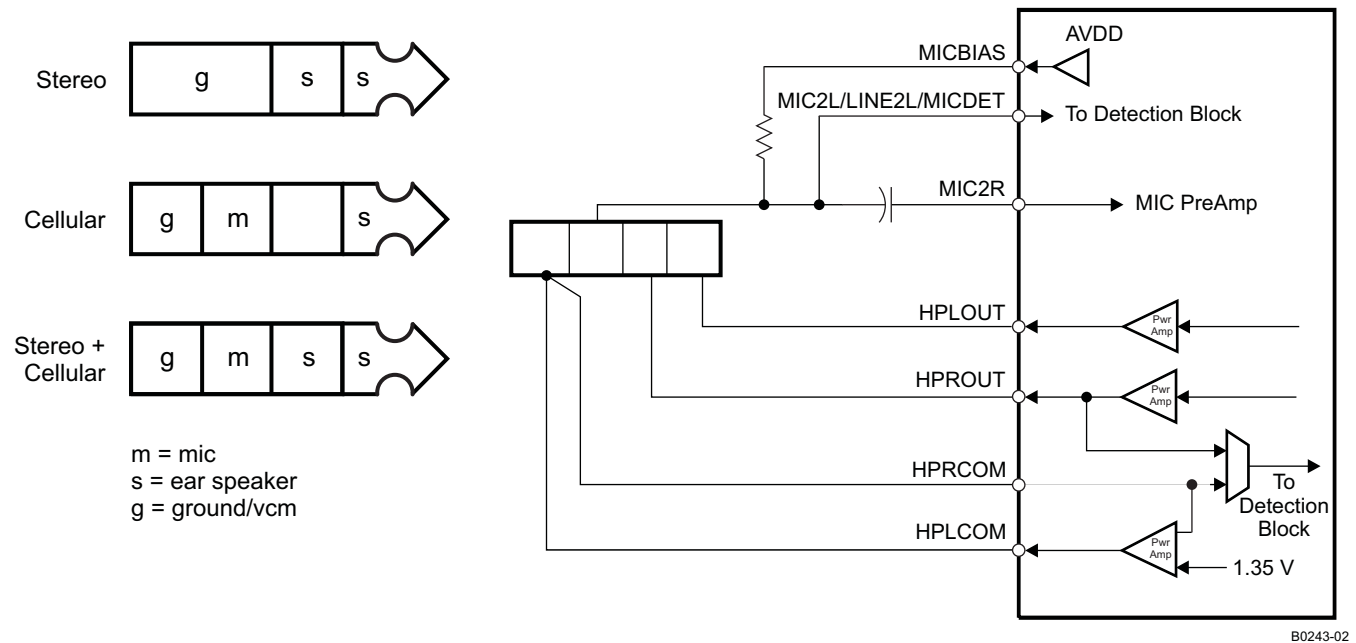 Stereo
g
s
s
Cellular
g
m
s
Stereo +
Cellular
g
m
s
s
m = mic
s = ear speaker
g = ground/vcm
MICBIAS
AVDD
MIC2L/LINE2L/MICDET
To Detection Block
MIC2R
MIC PreAmp
HPLOUT
Pwr
Amp
HPROUT
Pwr
Amp
HPRCOM
To
Detection
Block
HPLCOM
Pwr
Amp
1.35 V
B0243-02